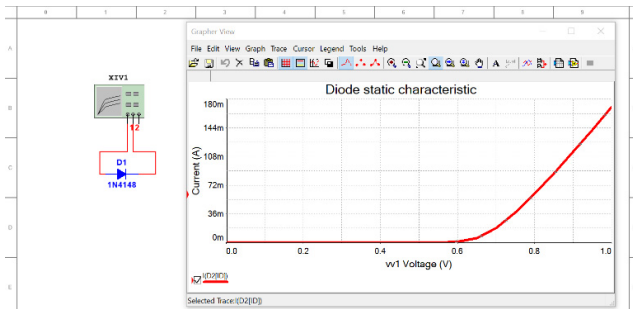 0 1 2 3 4 5 6 7 8 9
A
B
C
D
E
XIV1
1 2
D1
1N4148
Grapher View
File Edit View Graph Trace Cursor Legend Tools Help
Diode static characteristic
Current (A)
180m
144m
108m
72m
36m
0m
0.0 0.2 0.4 0.6 0.8 1.0
vv1 Voltage (V)
I(D2[ID])
Selected Trace:I(D2[ID])